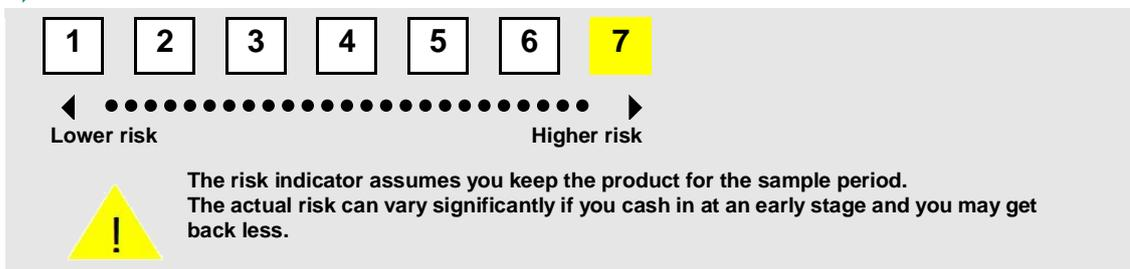 1 2 3 4 5 6 7
Lower risk Higher risk
The risk indicator assumes you keep the product for the sample period.
The actual risk can vary significantly if you cash in at an early stage and you may get
back less.
!